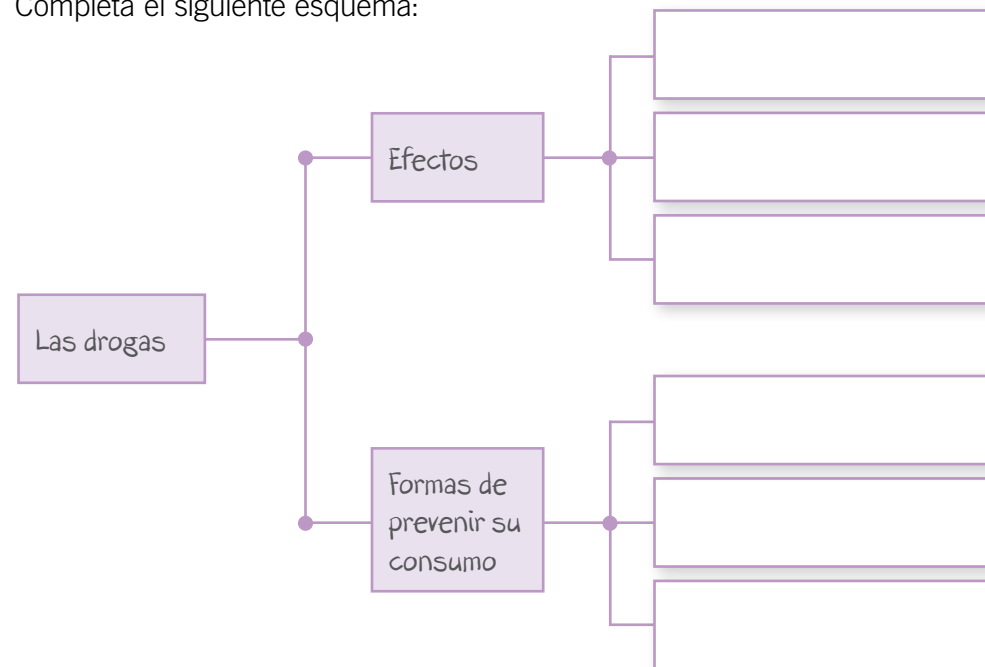 Completa el siguiente esquema:
Efectos
Las drogas
Formas de
prevenir su
consumo